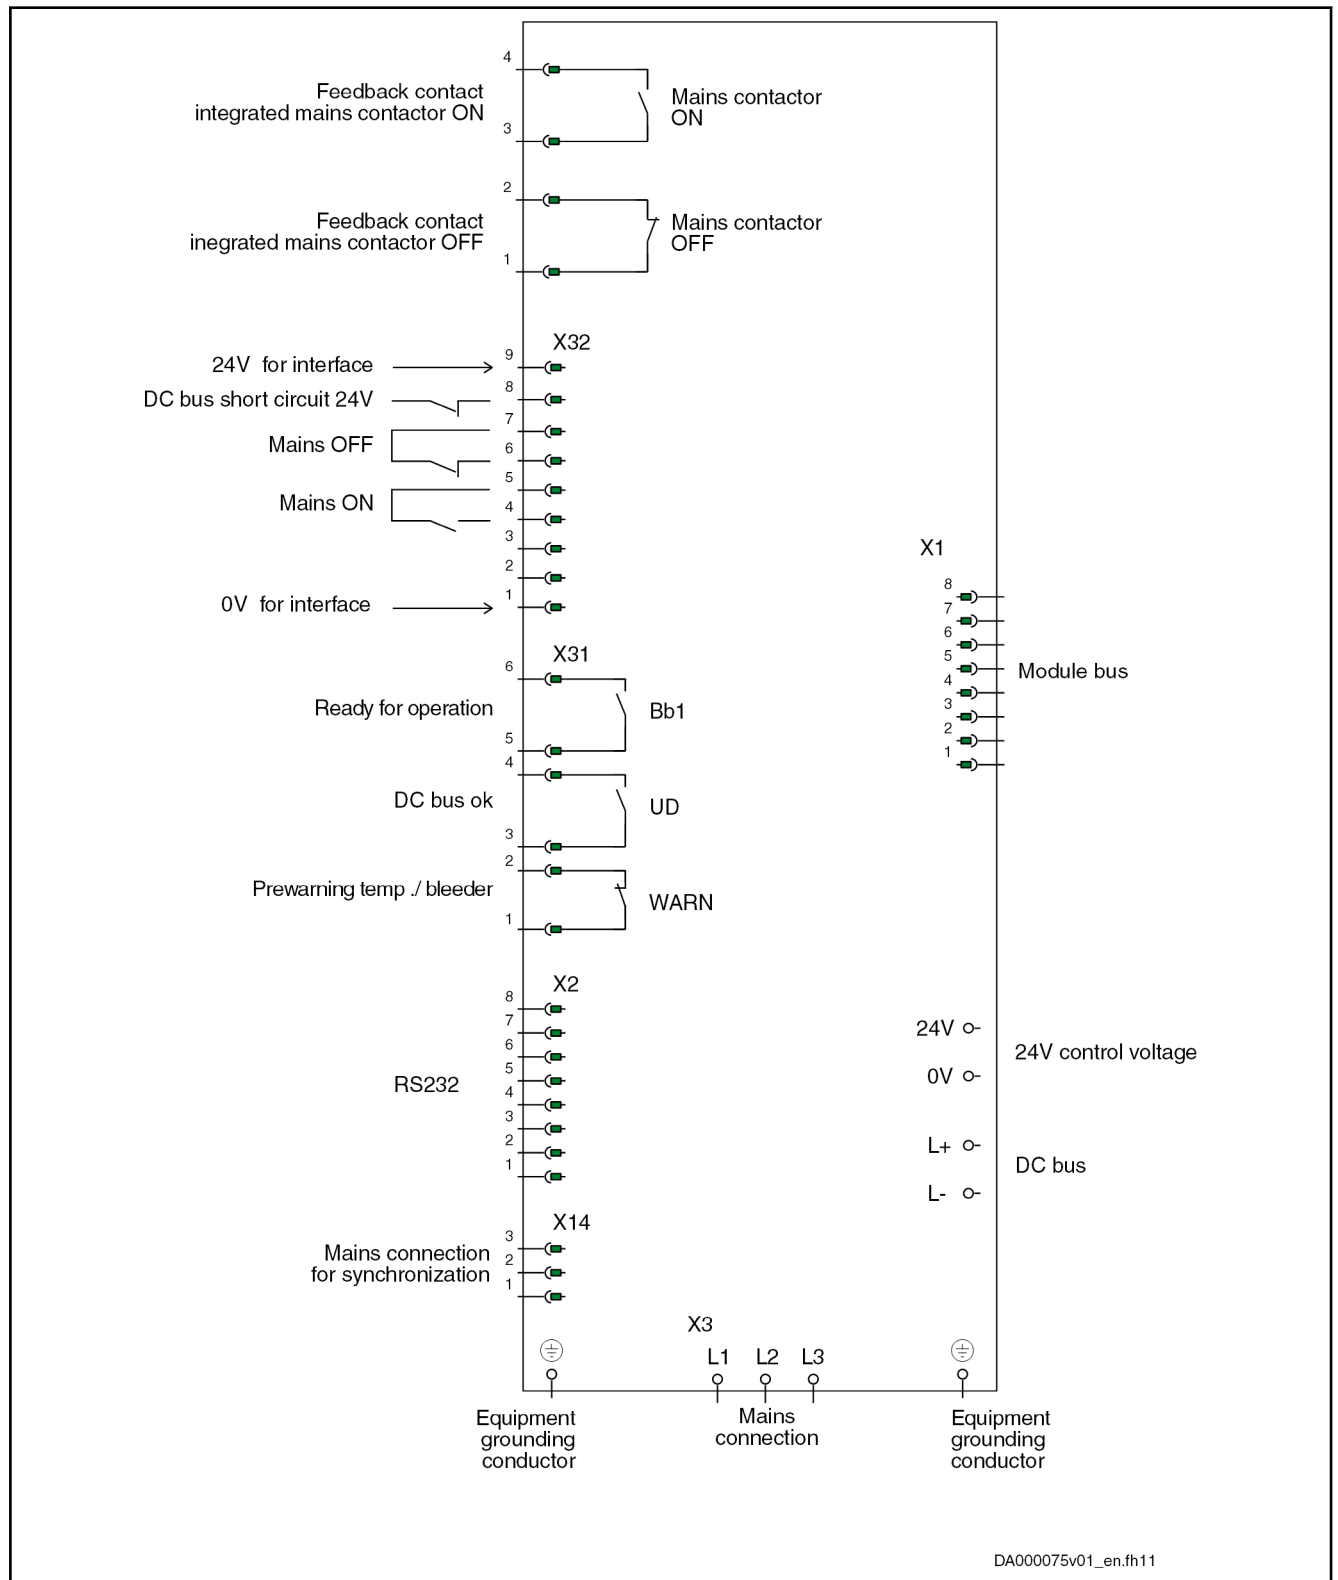 4
Feedback contact
integrated mains contactor ON
Mains contactor
ON
3
2
Feedback contact
inegrated mains contactor OFF
Mains contactor
OFF
1
X32
9
24V for interface
8
DC bus short circuit 24V
7
Mains OFF
6
5
Mains ON
4
3
2
1
0V for interface
X1
8
7
6
5
4
3
2
1
Module bus
X31
6
Ready for operation
Bb1
5
4
DC bus ok
UD
3
2
Prewarning temp ./ bleeder
WARN
1
X2
8
7
6
5
4
3
2
1
RS232
24V
0V
24V control voltage
L+
L-
DC bus
X14
3
2
1
Mains connection
for synchronization
X3
L1 L2 L3
Equipment
grounding
conductor
Mains
connection
Equipment
grounding
conductor
DA000075v01_en.fh11